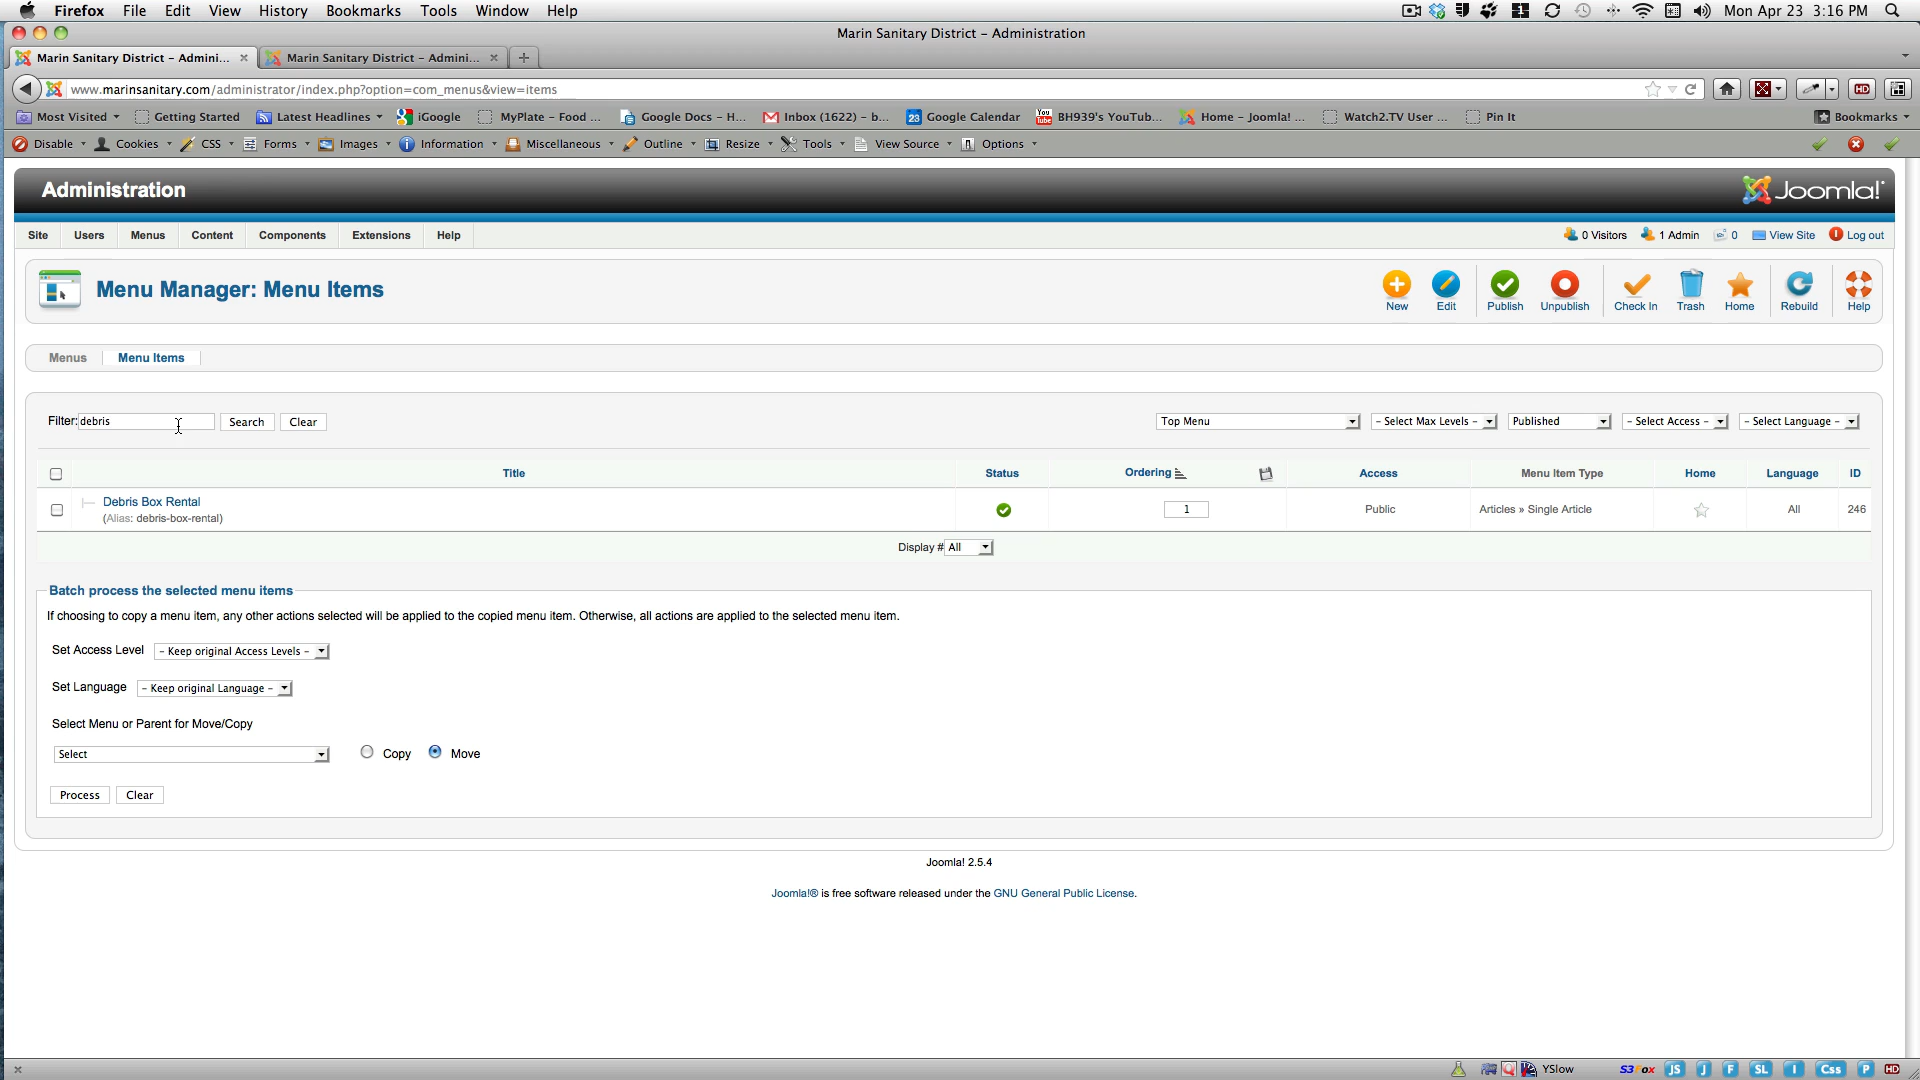 Firefox File Edit View History Bookmarks Tools Window Help Mon Apr 23 3:16 PM
Marin Sanitary District – Administration
Marin Sanitary District – Admini... Marin Sanitary District – Admini...
www.marinsanitary.com/administrator/index.php?option=com_menus&view=items
Most Visited Getting Started Latest Headlines iGoogle MyPlate – Food ... Google Docs – H... Inbox (1622) – b... 23 Google Calendar You Tube BH939's YouTub... Home – Joomla! ... Watch2.TV User ... Pin It Bookmarks
Disable Cookies CSS Forms Images Information Miscellaneous Outline Resize Tools View Source Options
Administration Joomla!
Site Users Menus Content Components Extensions Help 0 Visitors 1 Admin 0 View Site Log out
Menu Manager: Menu Items
New Edit Publish Unpublish Check In Trash Home Rebuild Help
Menus Menu Items
Filter: debris Search Clear Top Menu – Select Max Levels – Published – Select Access – – Select Language –
Title Status Ordering Access Menu Item Type Home Language ID
Debris Box Rental
(Alias: debris-box-rental)
1 Public Articles » Single Article All 246
Display # All
Batch process the selected menu items
If choosing to copy a menu item, any other actions selected will be applied to the copied menu item. Otherwise, all actions are applied to the selected menu item.
Set Access Level – Keep original Access Levels –
Set Language – Keep original Language –
Select Menu or Parent for Move/Copy
Select Copy Move
Process Clear
Joomla! 2.5.4
Joomla!® is free software released under the GNU General Public License.
YSlow S3Fox JS J F SL I Css P HD